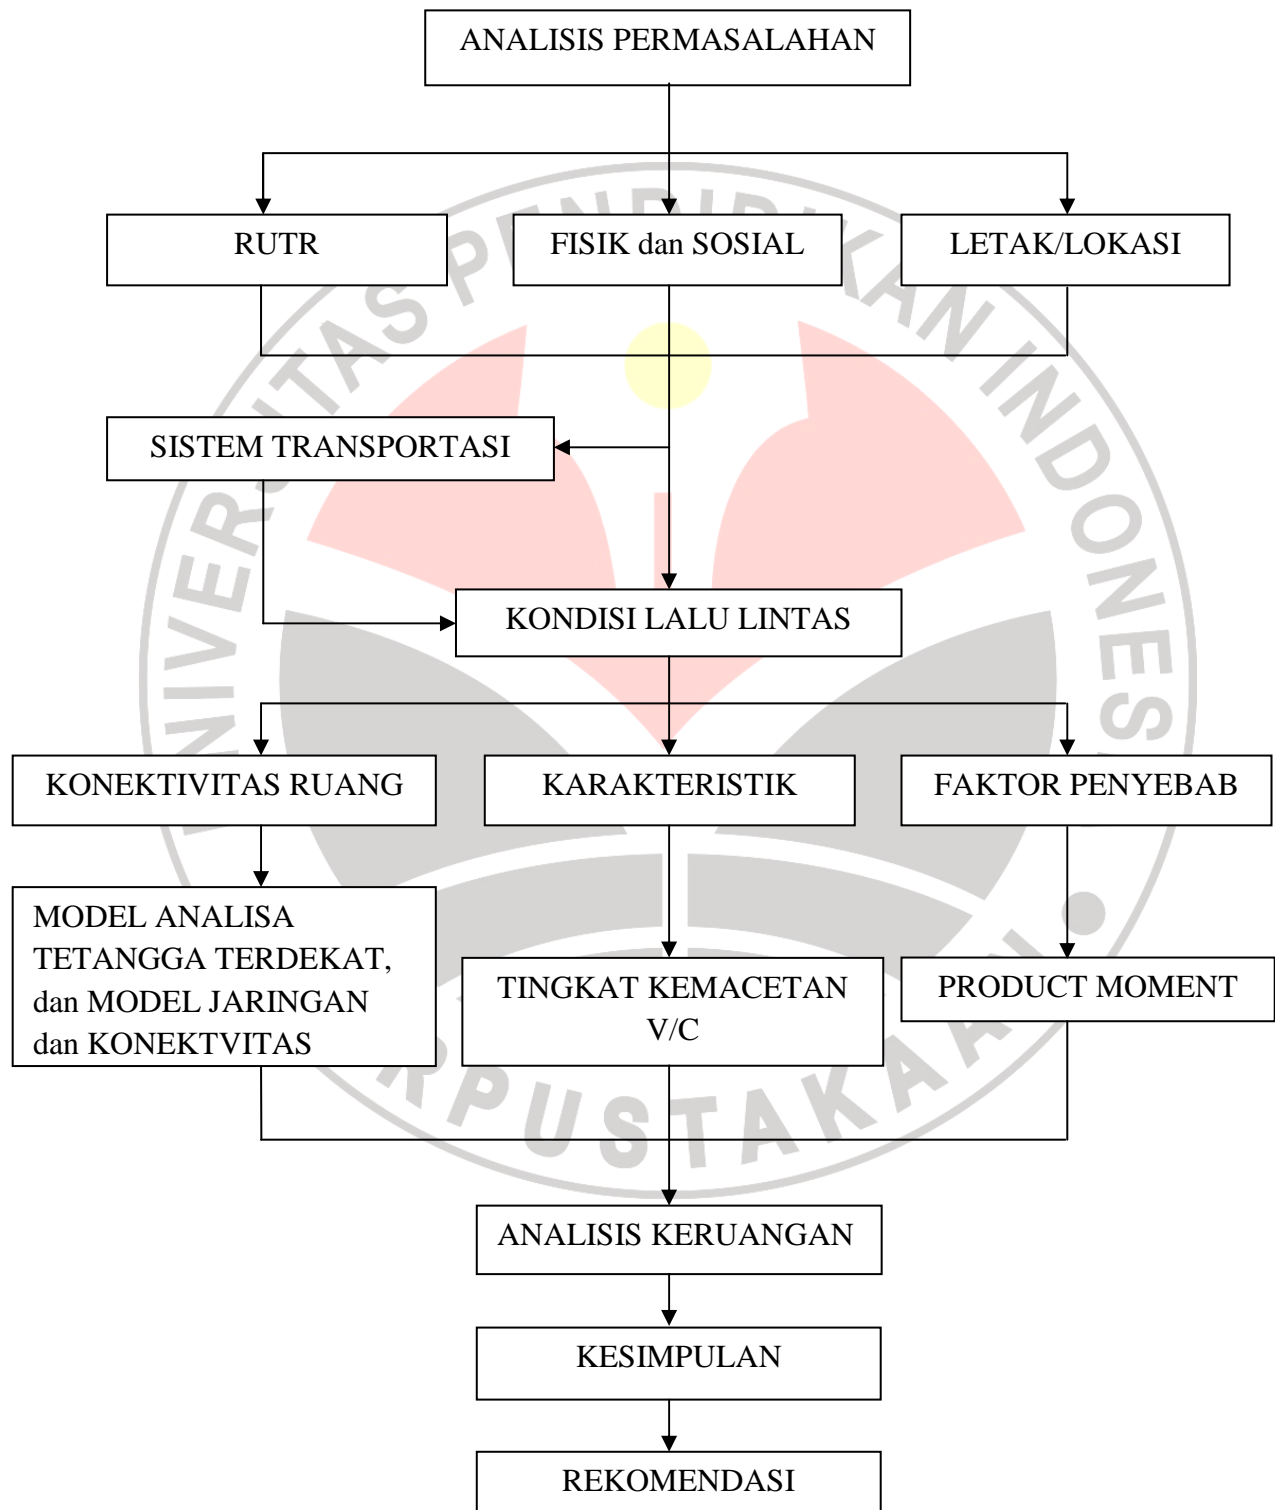 ANALISIS PERMASALAHAN
RUTR
FISIK dan SOSIAL
LETAK/LOKASI
SISTEM TRANSPORTASI
KONDISI LALU LINTAS
KONEKTIVITAS RUANG
KARAKTERISTIK
FAKTOR PENYEBAB
MODEL ANALISA
TETANGGA TERDEKAT,
dan MODEL JARINGAN
dan KONEKTVITAS
TINGKAT KEMACETAN
V/C
PRODUCT MOMENT
ANALISIS KERUANGAN
KESIMPULAN
REKOMENDASI